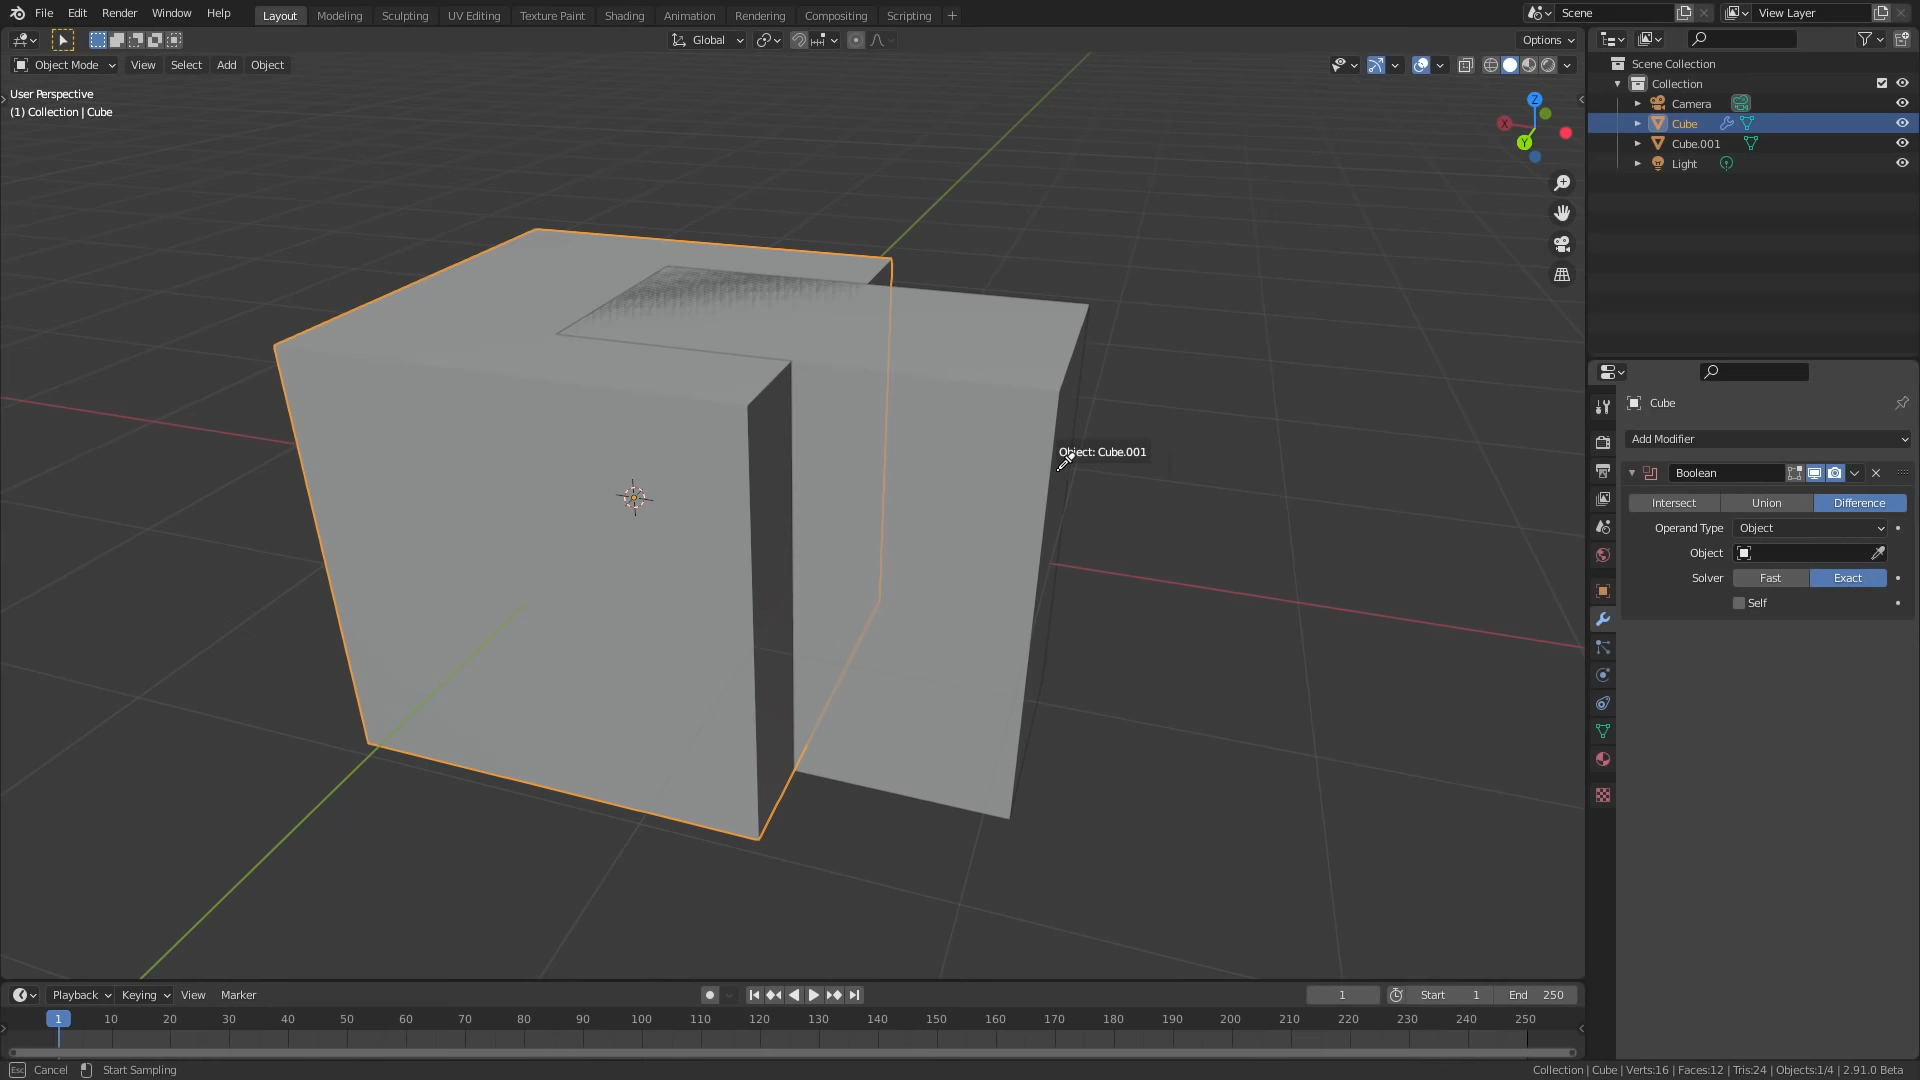 File Edit Render Window Help Layout Modeling Sculpting UV Editing Texture Paint Shading Animation Rendering Compositing Scripting + Scene View Layer
Global Options
Object Mode View Select Add Object
User Perspective
(1) Collection | Cube
Z
X
Y
Scene Collection
Collection
Camera
Cube
Cube.001
Light
Object: Cube.001
Cube
Add Modifier
Boolean
Intersect Union Difference
Operand Type Object
Object
Solver Fast Exact
Self
Playback Keying View Marker 1 Start 1 End 250
1 10 20 30 40 50 60 70 80 90 100 110 120 130 140 150 160 170 180 190 200 210 220 230 240 250
Esc Cancel Start Sampling Collection | Cube | Verts:16 | Faces:12 | Tris:24 | Objects:1/4 | 2.91.0 Beta